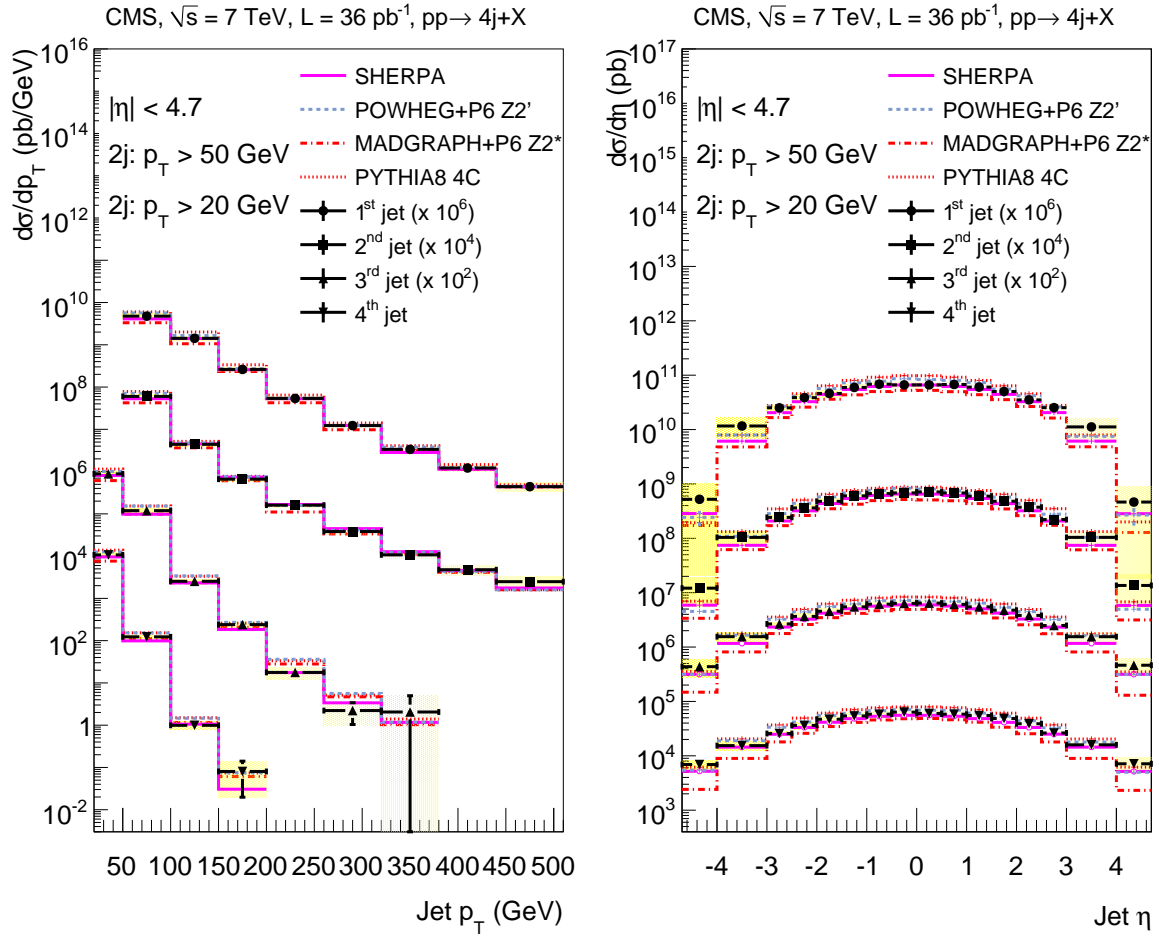 CMS, √s = 7 TeV, L = 36 pb⁻¹, pp→ 4j+X
dσ/dp_T (pb/GeV)
10¹⁶
10¹⁴
10¹²
10¹⁰
10⁸
10⁶
10⁴
10²
1
10⁻²
|η| < 4.7
2j: p_T > 50 GeV
2j: p_T > 20 GeV
SHERPA
POWHEG+P6 Z2'
MADGRAPH+P6 Z2*
PYTHIA8 4C
1ˢᵗ jet (x 10⁶)
2ⁿᵈ jet (x 10⁴)
3ʳᵈ jet (x 10²)
4ᵗʰ jet
50 100 150 200 250 300 350 400 450 500
Jet p_T (GeV)
CMS, √s = 7 TeV, L = 36 pb⁻¹, pp→ 4j+X
dσ/dη (pb)
10¹⁸
10¹⁷
10¹⁶
10¹⁵
10¹⁴
10¹³
10¹²
10¹¹
10¹⁰
10⁹
10⁸
10⁷
10⁶
10⁵
10⁴
10³
|η| < 4.7
2j: p_T > 50 GeV
2j: p_T > 20 GeV
SHERPA
POWHEG+P6 Z2'
MADGRAPH+P6 Z2*
PYTHIA8 4C
1ˢᵗ jet (x 10⁶)
2ⁿᵈ jet (x 10⁴)
3ʳᵈ jet (x 10²)
4ᵗʰ jet
-4 -3 -2 -1 0 1 2 3 4
Jet η